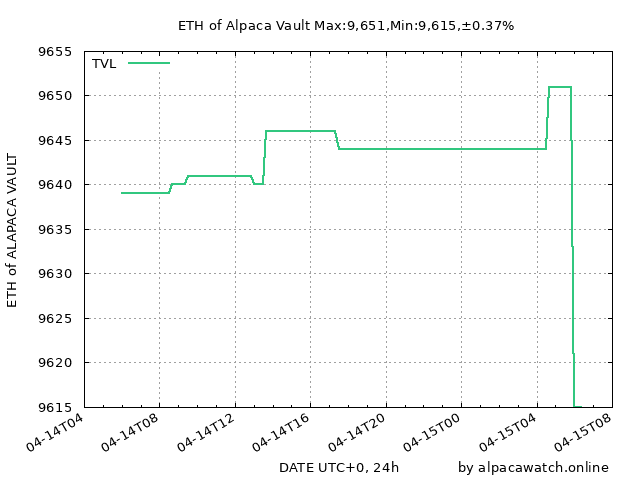 ETH of Alpaca Vault Max:9,651,Min:9,615,±0.37%
TVL
9655
9650
9645
9640
9635
9630
9625
9620
9615
ETH of ALAPACA VAULT
04-14T04
04-14T08
04-14T12
04-14T16
04-14T20
04-15T00
04-15T04
04-15T08
DATE UTC+0, 24h
by alpacawatch.online